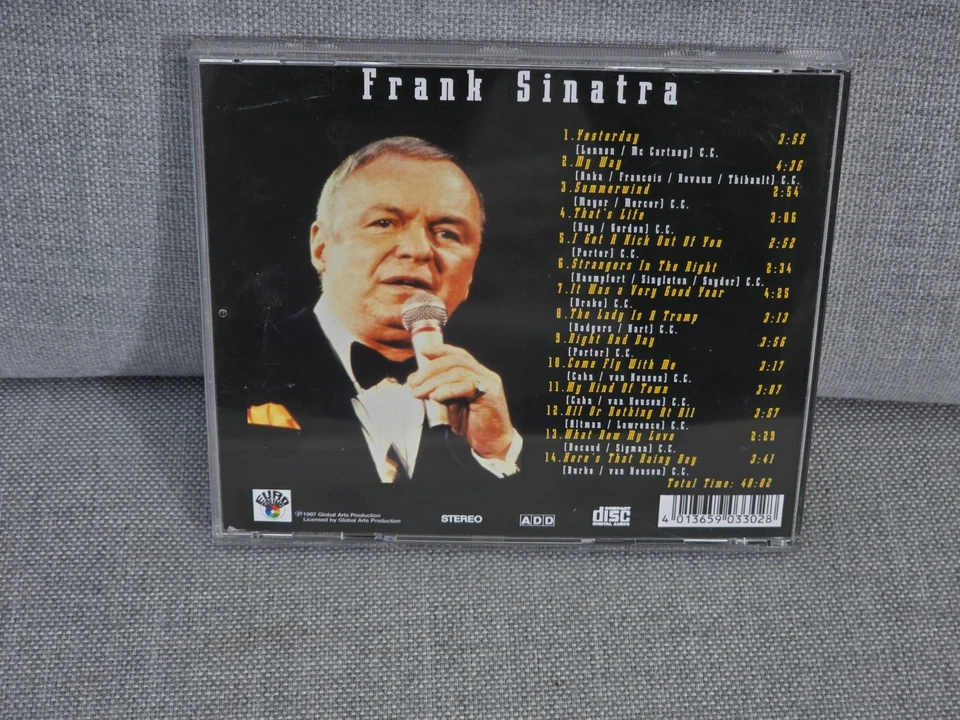 Frank Sinatra
1. Yesterday 3:55
(Lennon / Mc Cartney) C.C.
2. My Way 4:36
(Anka / Francois / Revaux / Thibault) C.C.
3. Summerwind 2:54
(Mayer / Mercer) C.C.
4. That's Life 3:06
(Kay / Gordon) C.C.
5. I Get A Kick Out Of You 2:52
(Porter) C.C.
6. Strangers In The Night 2:34
(Kaempfert / Singleton / Snyder) C.C.
7. It Was a Very Good Year 4:25
(Drake) C.C.
8. The Lady Is A Tramp 3:13
(Rodgers / Hart) C.C.
9. Night And Day 3:56
(Porter) C.C.
10. Come Fly With Me 3:17
(Cahn / van Heusen) C.C.
11. My Kind Of Town 3:07
(Cahn / van Heusen) C.C.
12. All Or Nothing At All 3:57
(Altman / Lawrence) C.C.
13. What Now My Love 2:29
(Becaud / Sigman) C.C.
14. Here's That Rainy Day 3:41
(Burke / van Heusen) C.C.
Total Time: 48:02
EURO
℗1997 Global Arts Production
Licensed by Global Arts Production
STEREO
ADD
COMPACT
disc
DIGITAL AUDIO
4 013659 033028